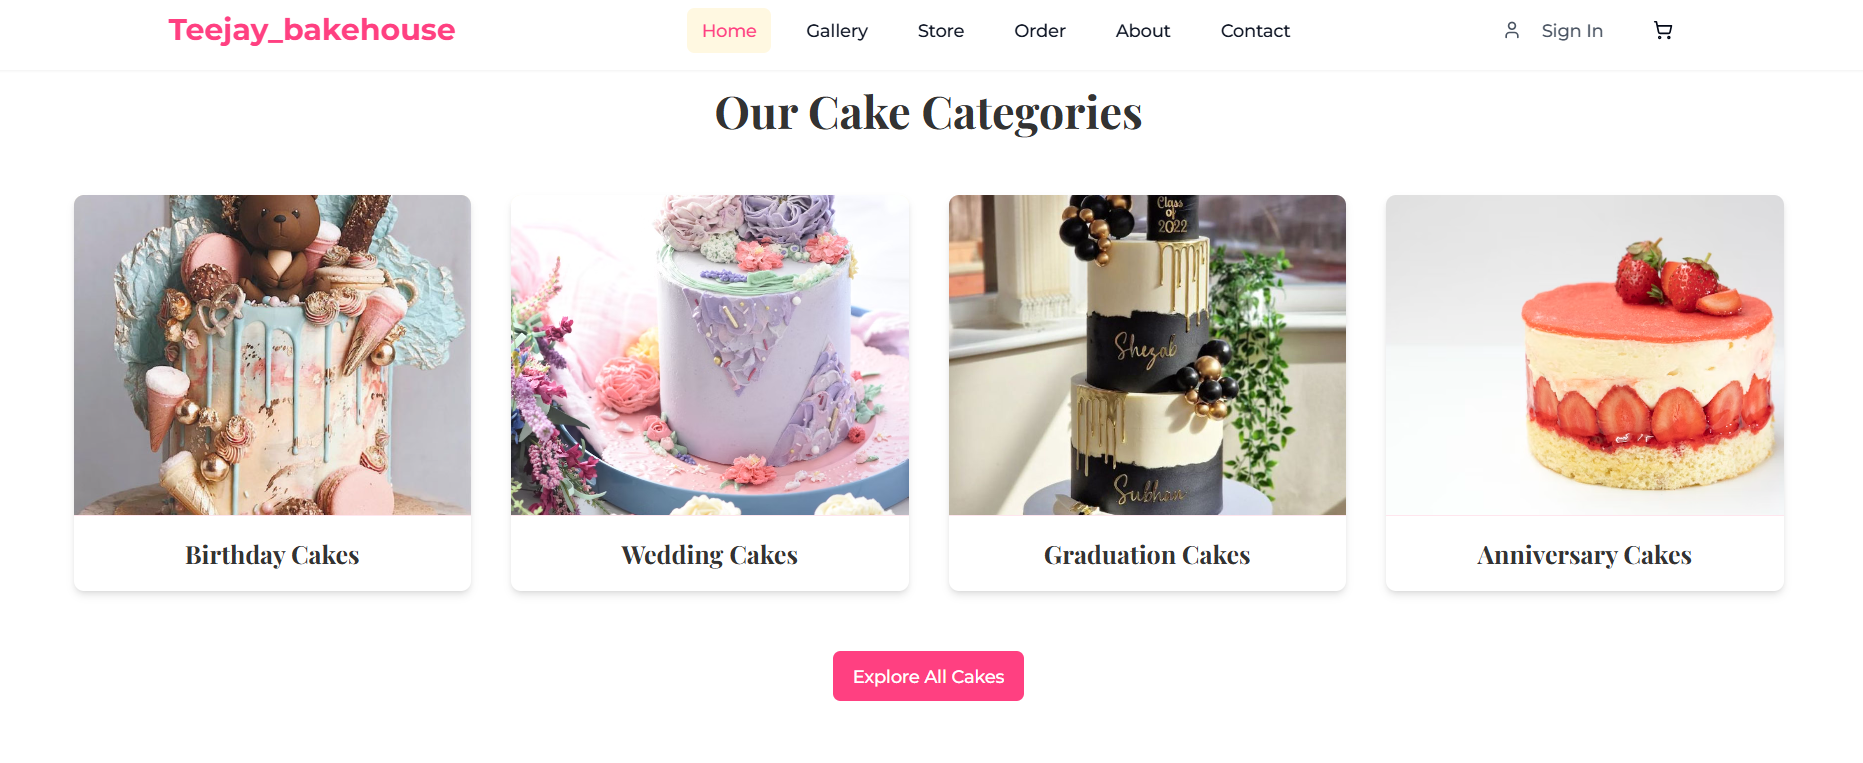 Teejay_bakehouse
Home Gallery Store Order About Contact
Sign In
Our Cake Categories
Class
of
2022
Shezab
Subhan
Birthday Cakes
Wedding Cakes
Graduation Cakes
Anniversary Cakes
Explore All Cakes